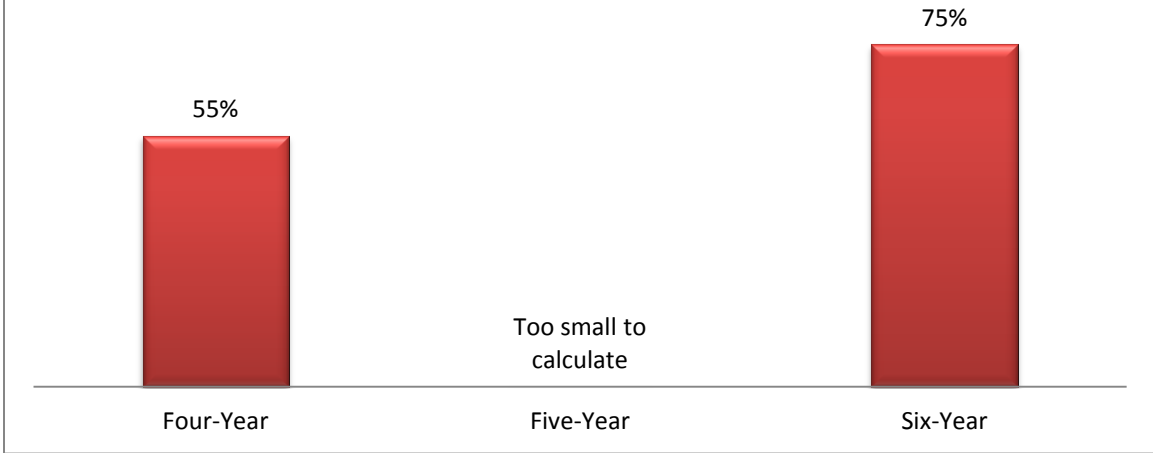 75%
55%
Too small to
calculate
Four-Year
Five-Year
Six-Year